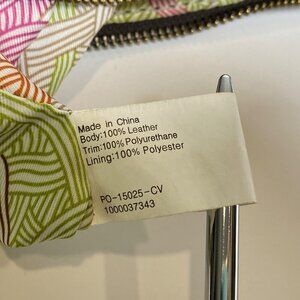 Made in China
Body:100% Leather
Trim:100% Polyurethane
Lining:100% Polyester
PO-15025-CV
1000037343